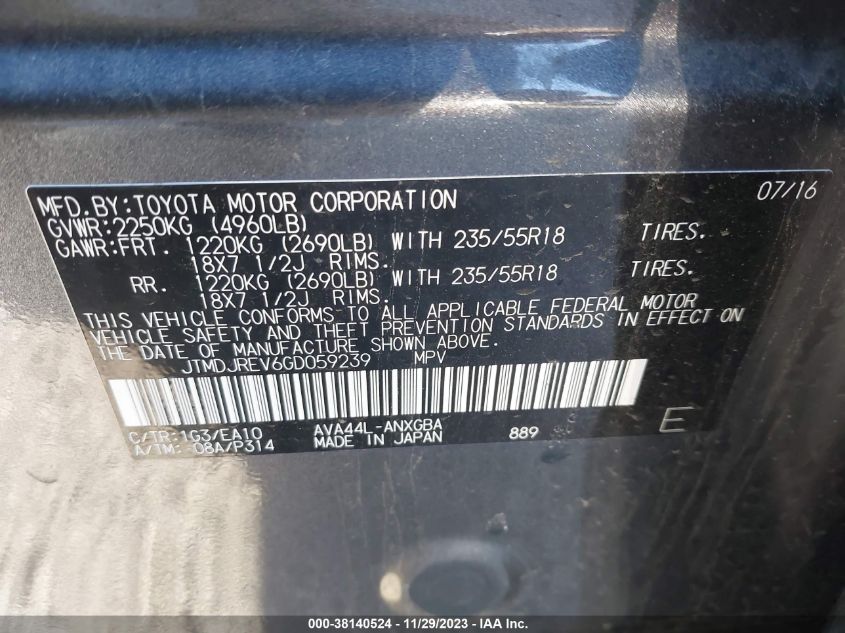 MFD.BY:TOYOTA MOTOR CORPORATION 07/16
GVWR:2250KG (4960LB)
GAWR:FRT. 1220KG (2690LB) WITH 235/55R18 TIRES.
18X7 1/2J RIMS.
RR. 1220KG (2690LB) WITH 235/55R18 TIRES.
18X7 1/2J RIMS.
THIS VEHICLE CONFORMS TO ALL APPLICABLE FEDERAL MOTOR
VEHICLE SAFETY AND THEFT PREVENTION STANDARDS IN EFFECT ON
THE DATE OF MANUFACTURE SHOWN ABOVE.
JTMDJREV6GD059239 MPV
C/TR:1G3/EA10 AVA44L-ANXGBA
A/TM: -08A/P314 MADE IN JAPAN 889 E
000-38140524 | 11/29/2023 | IAA Inc.